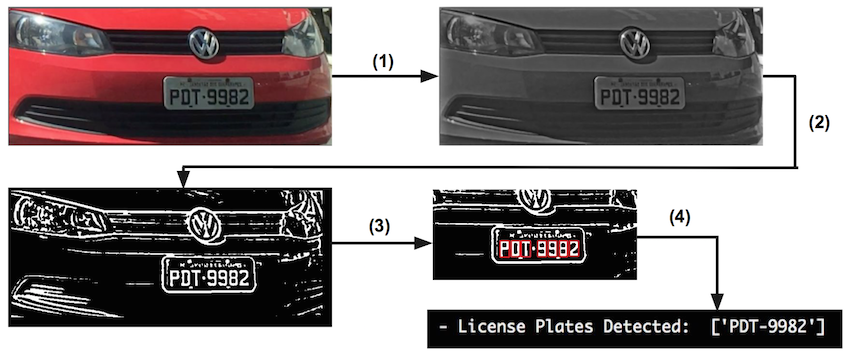 (1)
PDT·9982
PDT·9982
(2)
(3)
(4)
PDT·9982
PDT·9982
- License Plates Detected: ['PDT-9982']